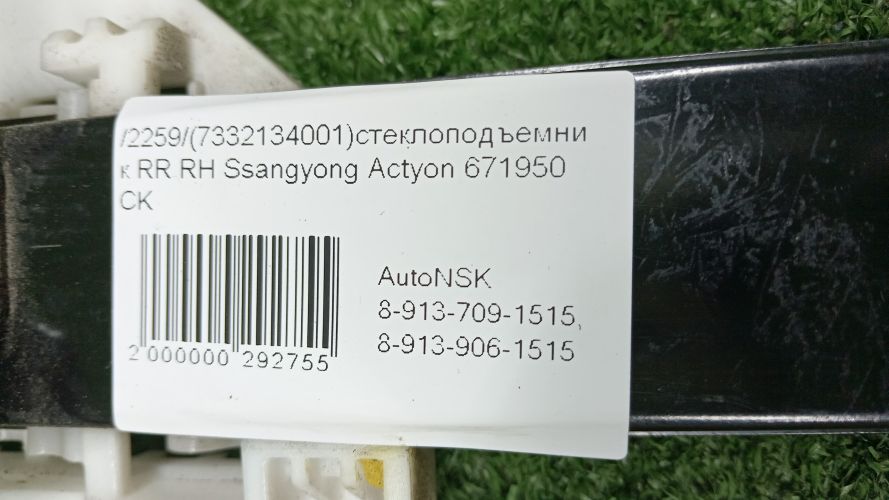 /2259/(7332134001)стеклоподъемни
к RR RH Ssangyong Actyon 671950
СК
AutoNSK
8-913-709-1515,
8-913-906-1515
2 000000 292755